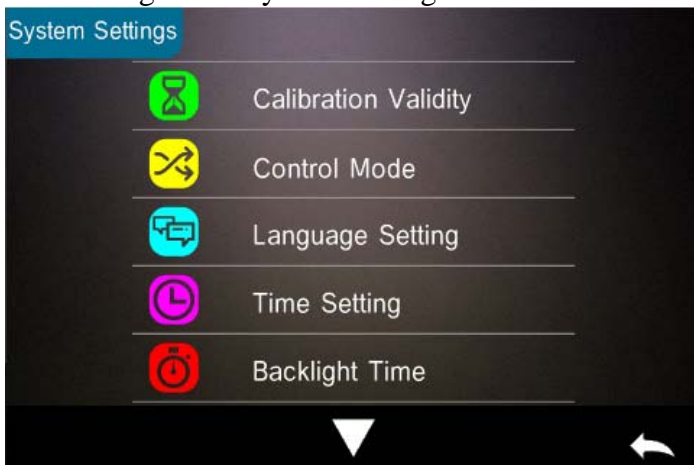 System Settings
Calibration Validity
Control Mode
Language Setting
Time Setting
Backlight Time